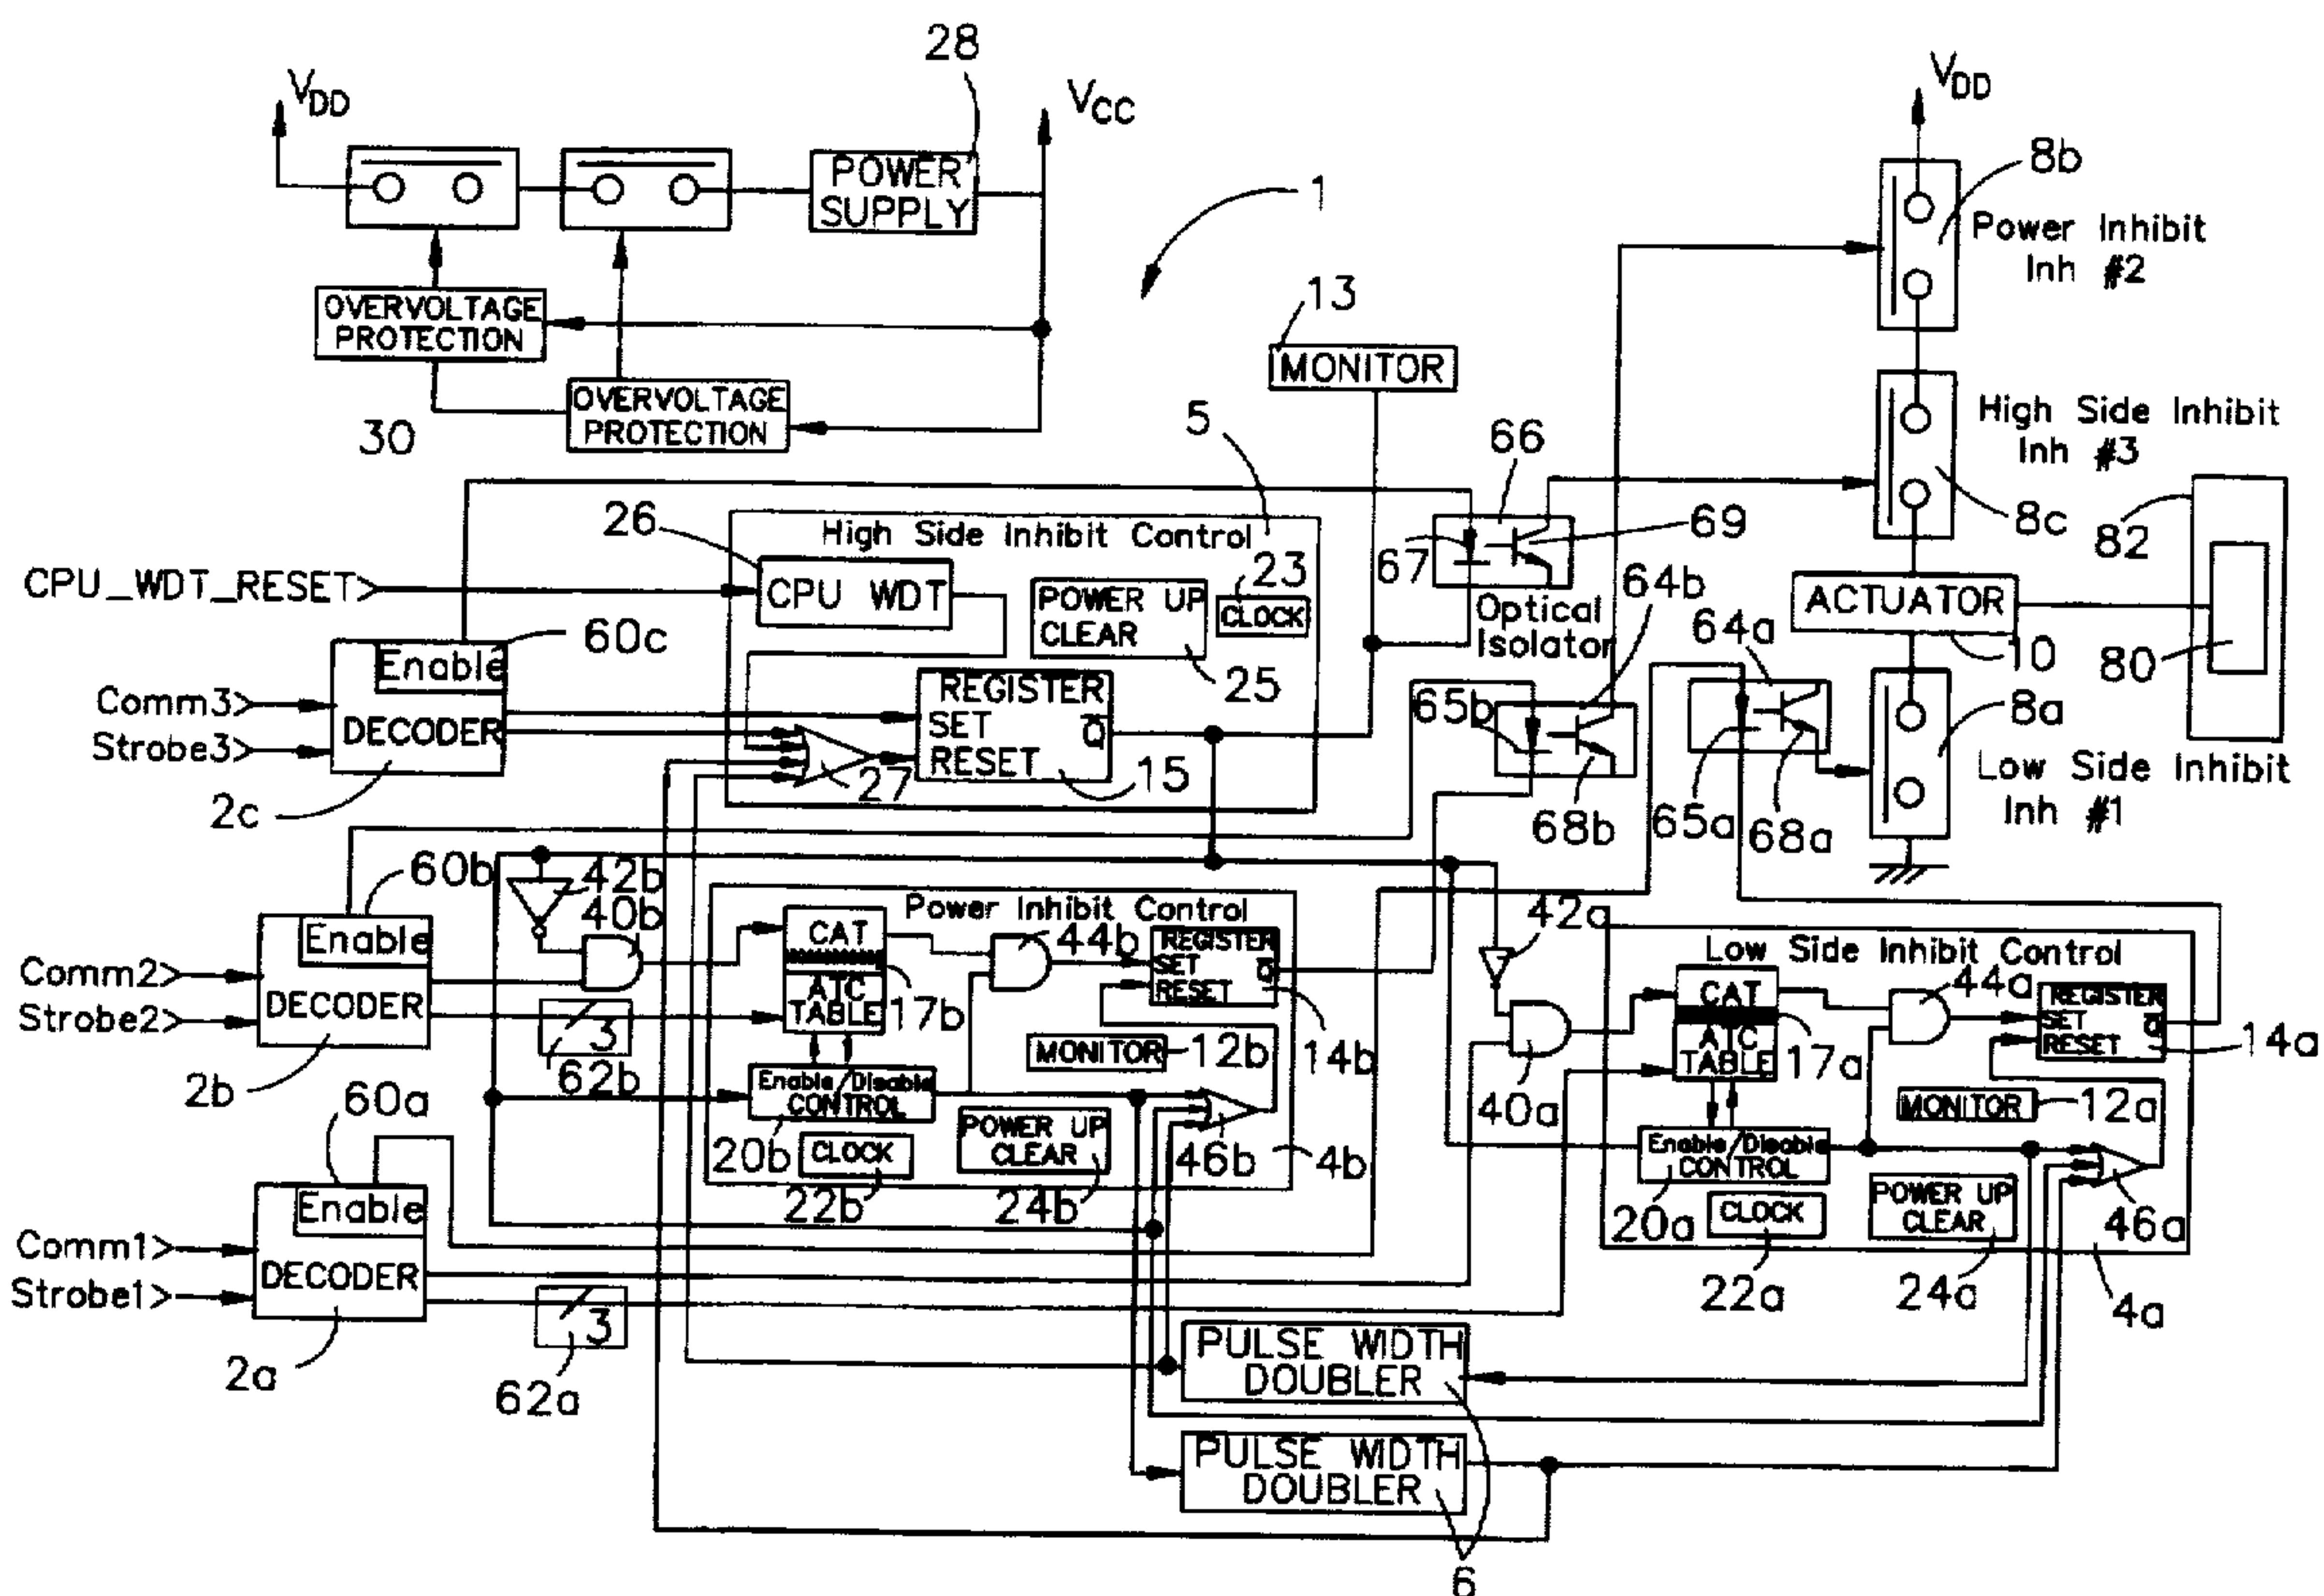 28
VDD
VCC
VDD
POWER
SUPPLY
1
8b
Power Inhibit
Inh #2
OVERVOLTAGE
PROTECTION
13
MONITOR
OVERVOLTAGE
PROTECTION
30
High Side Inhibit
Inh #3
8c
5
66
69
67
Optical
Isolator
82
80
26
High Side Inhibit Control
CPU_WDT_RESET>
CPU WDT
POWER UP
CLEAR
25
23
CLOCK
64b
64a
ACTUATOR
10
60c
Enable
Comm3>
Strobe3>
DECODER
2c
REGISTER
SET
RESET
Q
27
15
65b
68b
65a
68a
8a
Low Side Inhibit
Inh #1
60b
Enable
Comm2>
Strobe2>
DECODER
2b
42b
40b
3
62b
Power Inhibit Control
CAT
ATC
TABLE
17b
44b
REGISTER
SET
RESET
Q
14b
MONITOR
12b
Enable/Disable
CONTROL
20b
CLOCK
22b
POWER UP
CLEAR
24b
46b
4b
42a
40a
Low Side Inhibit Control
CAT
ATC
TABLE
17a
44a
REGISTER
SET
RESET
Q
14a
MONITOR
12a
Enable/Disable
CONTROL
20a
CLOCK
22a
POWER UP
CLEAR
24a
46a
4a
60a
Enable
Comm1>
Strobe1>
DECODER
2a
3
62a
PULSE WIDTH
DOUBLER
PULSE WIDTH
DOUBLER
6